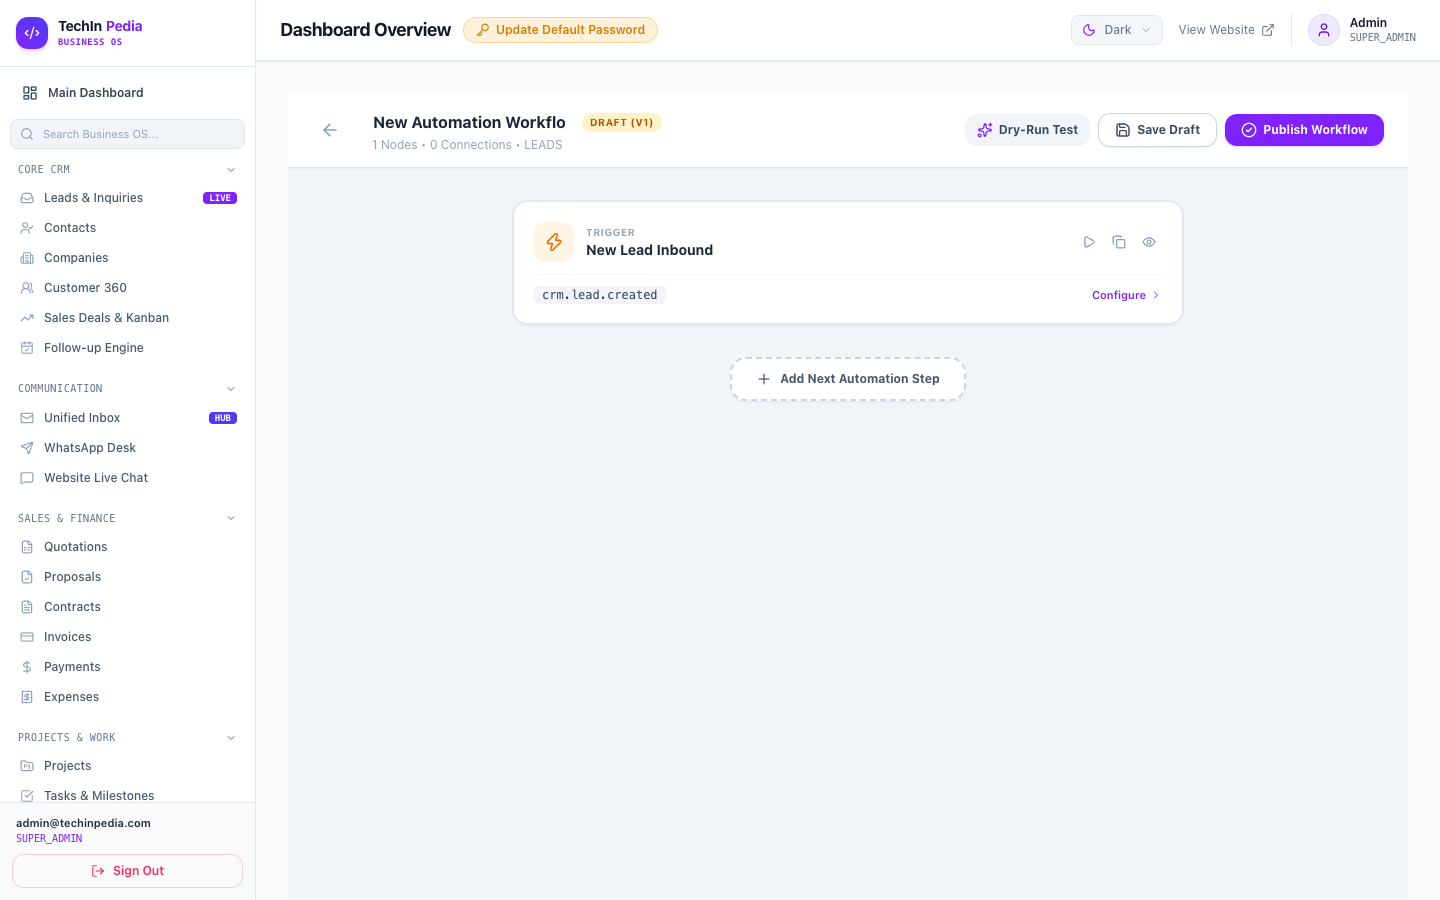 TechIn Pedia
BUSINESS OS
Main Dashboard
Search Business OS...
CORE CRM
Leads & Inquiries LIVE
Contacts
Companies
Customer 360
Sales Deals & Kanban
Follow-up Engine
COMMUNICATION
Unified Inbox HUB
WhatsApp Desk
Website Live Chat
SALES & FINANCE
Quotations
Proposals
Contracts
Invoices
Payments
Expenses
PROJECTS & WORK
Projects
Tasks & Milestones
admin@techinpedia.com
SUPER_ADMIN
Sign Out
Dashboard Overview Update Default Password Dark View Website Admin
SUPER_ADMIN
New Automation Workflo DRAFT (V1) Dry-Run Test Save Draft Publish Workflow
1 Nodes • 0 Connections • LEADS
TRIGGER
New Lead Inbound
crm.lead.created Configure
Add Next Automation Step